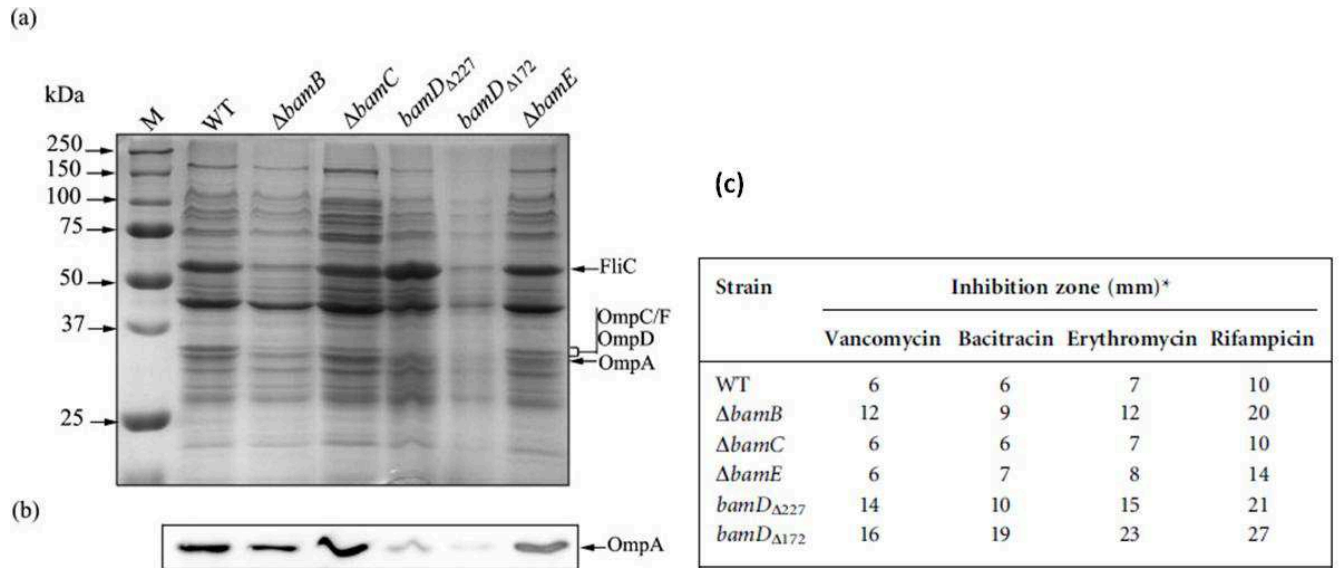 (a)
kDa
M
WT
ΔbamB
ΔbamC
bamDΔ227
bamDΔ172
ΔbamE
250
150
100
75
50
37
25
FliC
OmpC/F
OmpD
OmpA
(b)
OmpA
(c)
Strain Inhibition zone (mm)*
Vancomycin Bacitracin Erythromycin Rifampicin
WT 6 6 7 10
ΔbamB 12 9 12 20
ΔbamC 6 6 7 10
ΔbamE 6 7 8 14
bamDΔ227 14 10 15 21
bamDΔ172 16 19 23 27